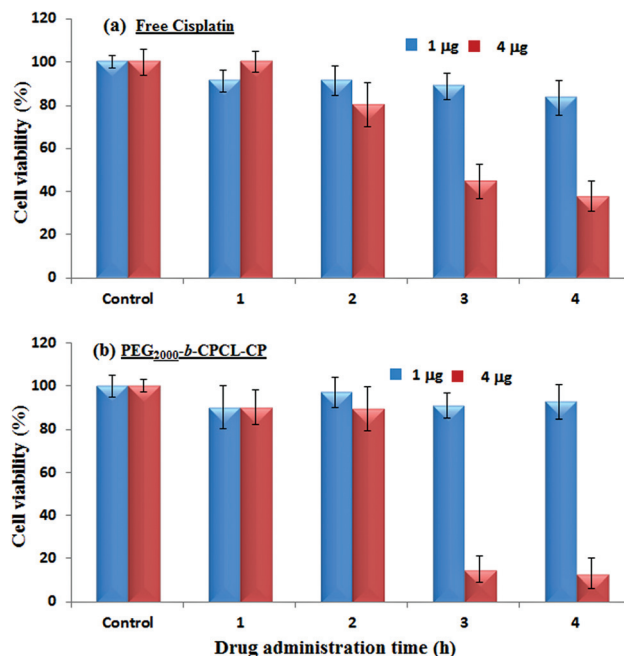 (a) Free Cisplatin
1 µg 4 µg
Cell viability (%)
120
100
80
60
40
20
0
Control 1 2 3 4
(b) PEG2000-b-CPCL-CP
1 µg 4 µg
Cell viability (%)
120
100
80
60
40
20
0
Control 1 2 3 4
Drug administration time (h)